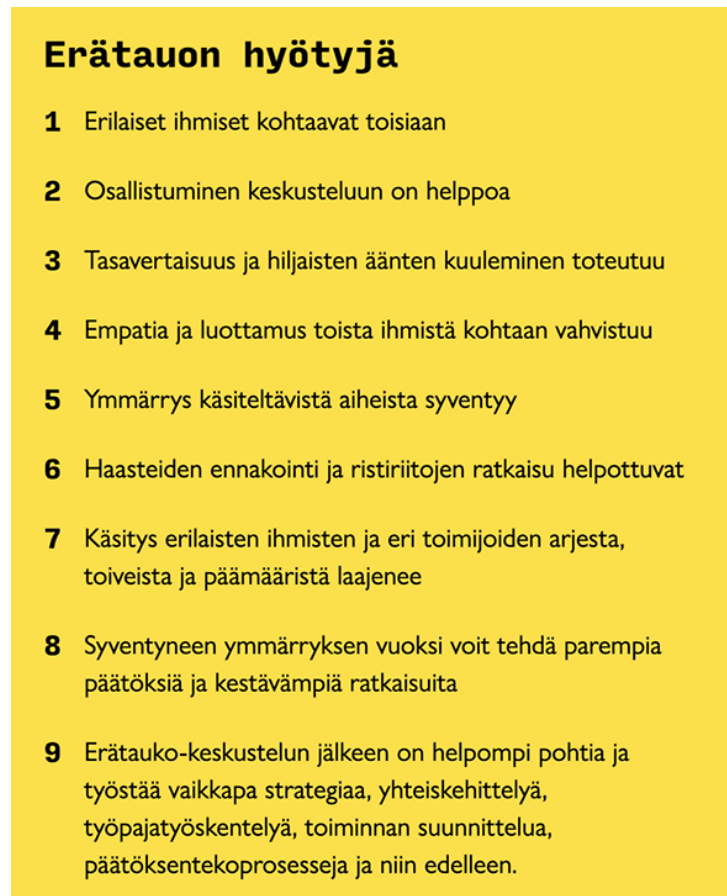 Erätauon hyötyjä
1 Erilaiset ihmiset kohtaavat toisiaan
2 Osallistuminen keskusteluun on helppoa
3 Tasavertaisuus ja hiljaisten äänten kuuleminen toteutuu
4 Empatia ja luottamus toista ihmistä kohtaan vahvistuu
5 Ymmärrys käsiteltävistä aiheista syventyy
6 Haasteiden ennakointi ja ristiriitojen ratkaisu helpottuvat
7 Käsitys erilaisten ihmisten ja eri toimijoiden arjesta,
toiveista ja päämääristä laajenee
8 Syventyneen ymmärryksen vuoksi voit tehdä parempia
päätöksiä ja kestävämpiä ratkaisuita
9 Erätauko-keskustelun jälkeen on helpompi pohtia ja
työstää vaikkapa strategiaa, yhteiskehittelyä,
työpajatyöskentelyä, toiminnan suunnittelua,
päätöksentekoprosesseja ja niin edelleen.